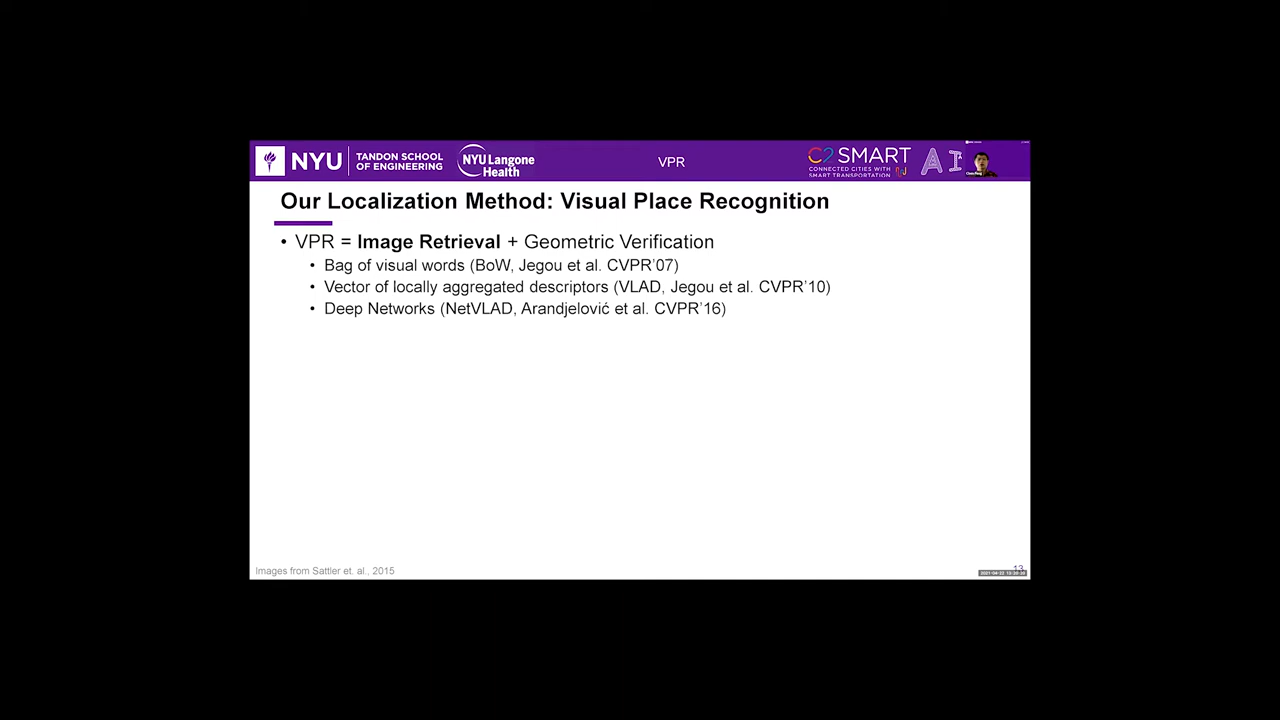 NYU
TANDON SCHOOL
OF ENGINEERING
NYU Langone
Health
VPR
C2 SMART
CONNECTED CITIES WITH
SMART TRANSPORTATION
AI
Our Localization Method: Visual Place Recognition
• VPR = Image Retrieval + Geometric Verification
• Bag of visual words (BoW, Jegou et al. CVPR’07)
• Vector of locally aggregated descriptors (VLAD, Jegou et al. CVPR’10)
• Deep Networks (NetVLAD, Arandjelović et al. CVPR’16)
Images from Sattler et. al., 2015
13